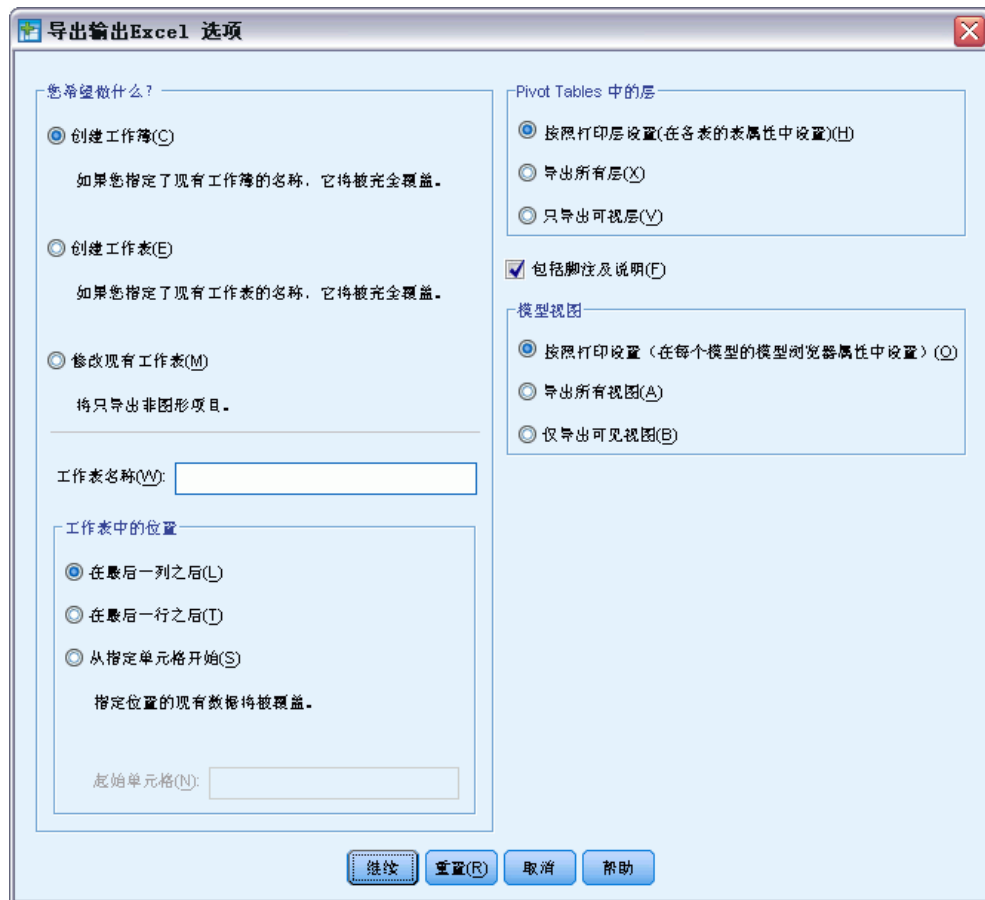 导出输出Excel 选项
您希望做什么?
创建工作簿(C)
如果您指定了现有工作簿的名称，它将被完全覆盖。
创建工作表(E)
如果您指定了现有工作表的名称，它将被完全覆盖。
修改现有工作表(M)
将只导出非图形项目。
工作表名称(W):
工作表中的位置
在最后一列之后(L)
在最后一行之后(T)
从指定单元格开始(S)
指定位置的现有数据将被覆盖。
起始单元格(N):
Pivot Tables 中的层
按照打印层设置(在各表的表属性中设置)(H)
导出所有层(X)
只导出可视层(V)
包括脚注及说明(F)
模型视图
按照打印设置（在每个模型的模型浏览器属性中设置）(O)
导出所有视图(A)
仅导出可见视图(B)
继续
重置(R)
取消
帮助